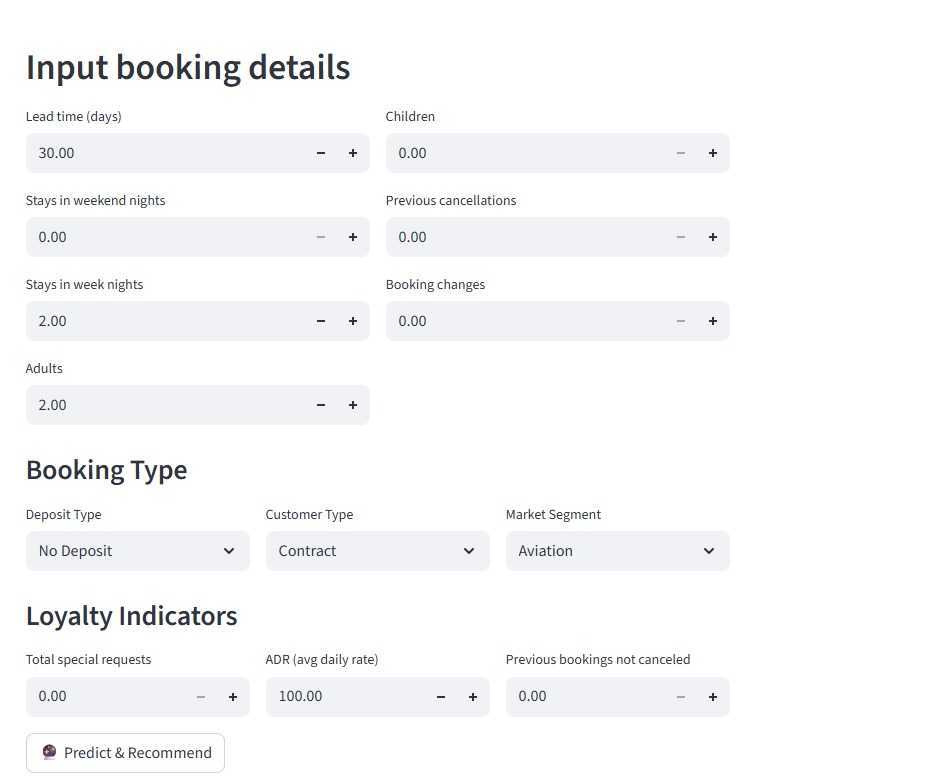 Input booking details
Lead time (days)
30.00
Children
0.00
Stays in weekend nights
0.00
Previous cancellations
0.00
Stays in week nights
2.00
Booking changes
0.00
Adults
2.00
Booking Type
Deposit Type
No Deposit
Customer Type
Contract
Market Segment
Aviation
Loyalty Indicators
Total special requests
0.00
ADR (avg daily rate)
100.00
Previous bookings not canceled
0.00
Predict & Recommend